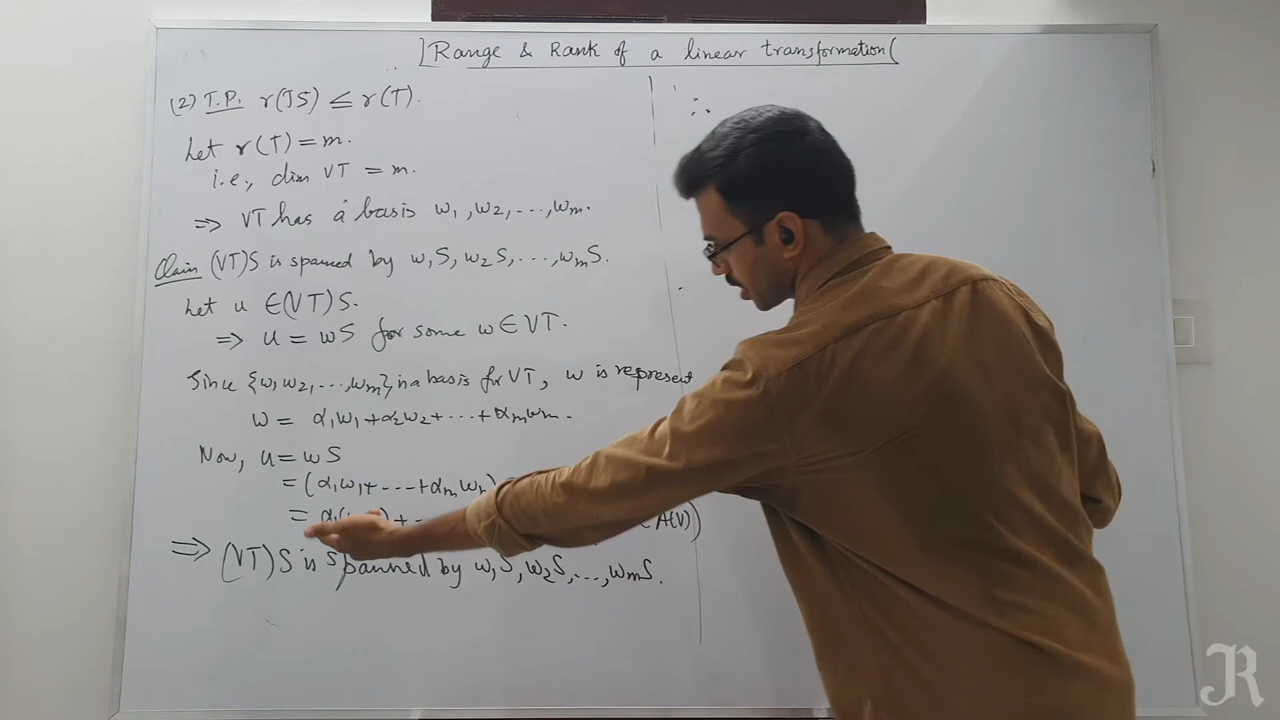 Range & Rank of a linear transformation
(2) T.P. r(TS) ≤ r(T).
Let r(T) = m.
i.e., dim VT = m.
⇒ VT has a basis w₁, w₂, ..., wₘ.
Claim (VT)S is spanned by w₁S, w₂S, ..., wₘS.
Let u ∈ (VT)S.
⇒ u = wS for some w ∈ VT.
Since {w₁, w₂, ..., wₘ} is a basis for VT, w is represent
w = α₁w₁ + α₂w₂ + ... + αₘwₘ.
Now, u = wS
= (α₁w₁ + ... + αₘw
= α₁( ) + A(V))
⇒ (VT)S is spanned by w₁S, w₂S, ..., wₘS.
∴
R